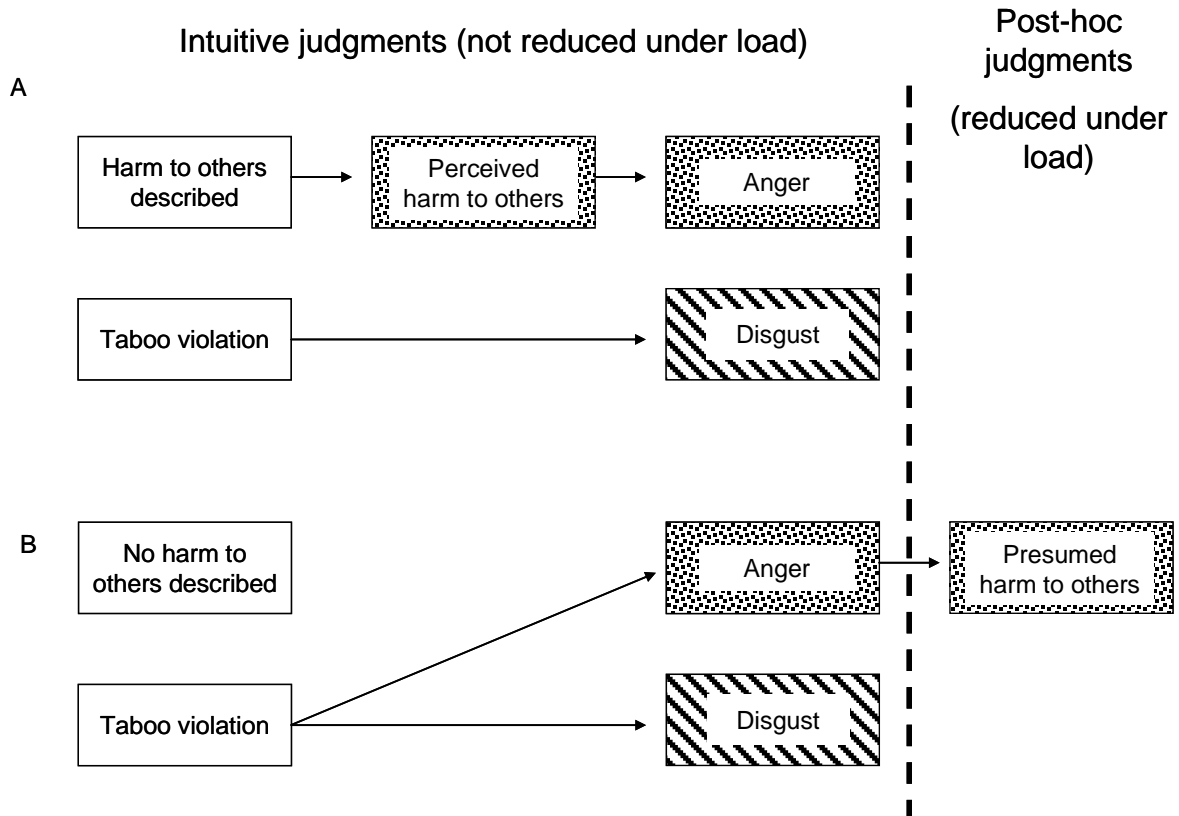 Intuitive judgments (not reduced under load)
Post-hoc
judgments
(reduced under
load)
A
Harm to others
described
Perceived
harm to others
Anger
Taboo violation
Disgust
B
No harm to
others described
Anger
Presumed
harm to others
Taboo violation
Disgust